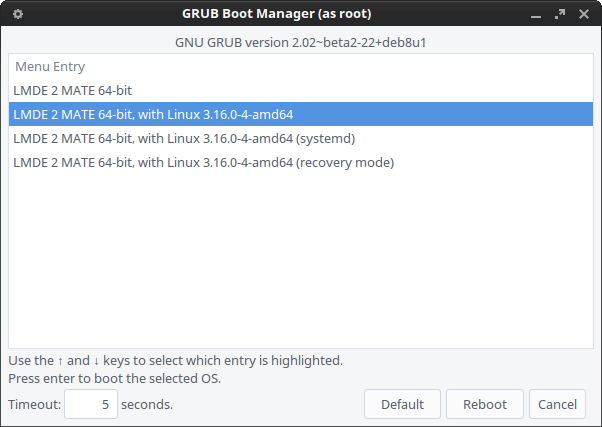 GRUB Boot Manager (as root)
GNU GRUB version 2.02~beta2-22+deb8u1
Menu Entry
LMDE 2 MATE 64-bit
LMDE 2 MATE 64-bit, with Linux 3.16.0-4-amd64
LMDE 2 MATE 64-bit, with Linux 3.16.0-4-amd64 (systemd)
LMDE 2 MATE 64-bit, with Linux 3.16.0-4-amd64 (recovery mode)
Use the ↑ and ↓ keys to select which entry is highlighted.
Press enter to boot the selected OS.
Timeout: 5 seconds. Default Reboot Cancel